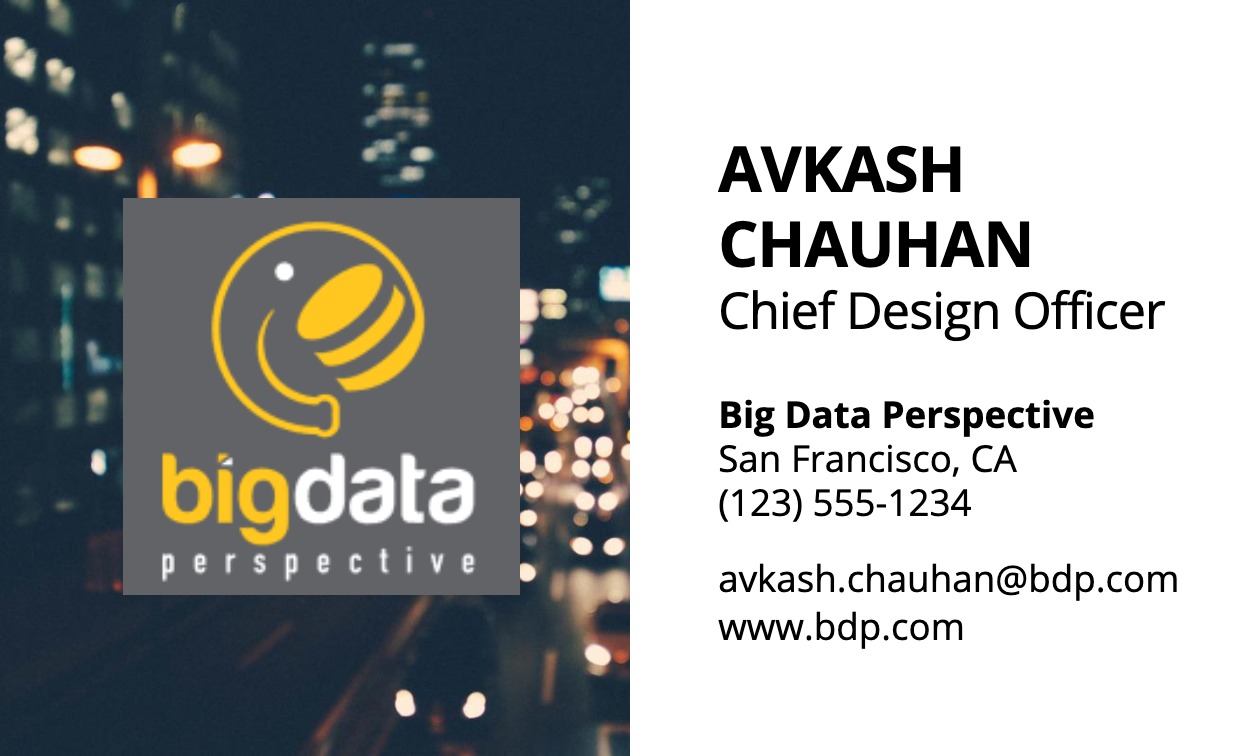 bigdata
perspective
AVKASH
CHAUHAN
Chief Design Officer
Big Data Perspective
San Francisco, CA
(123) 555-1234
avkash.chauhan@bdp.com
www.bdp.com